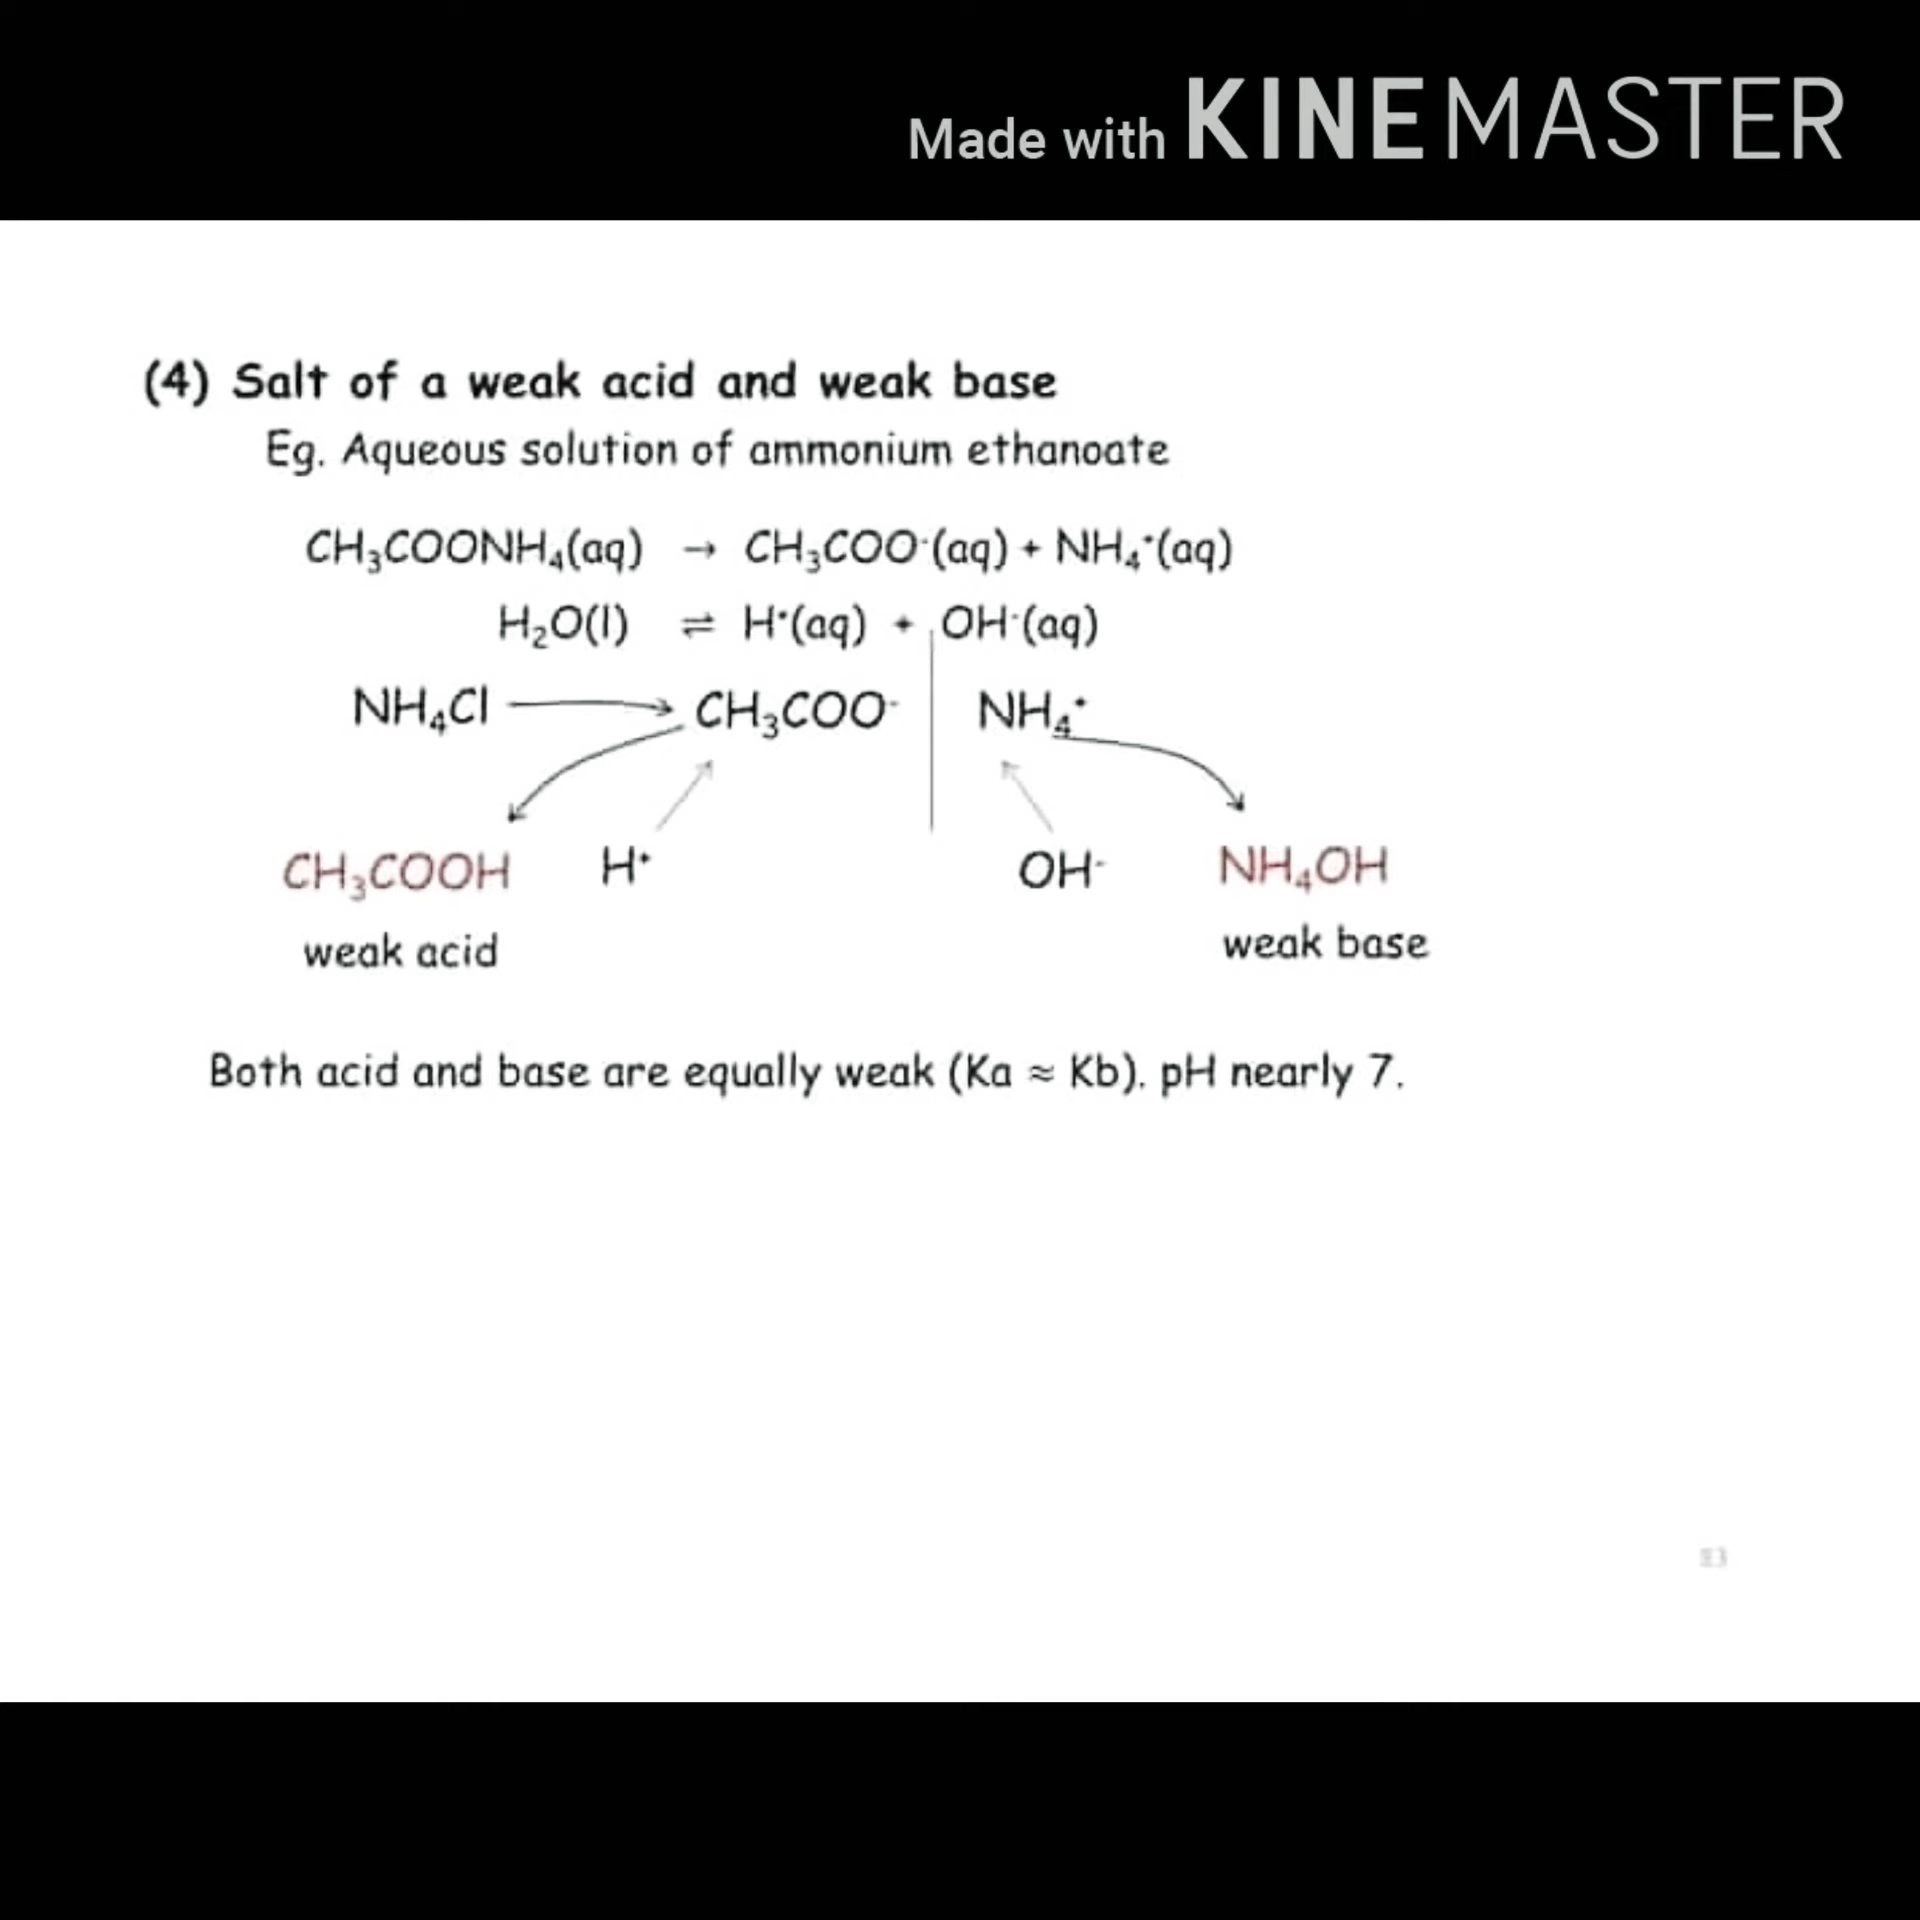 Made with KINEMASTER
(4) Salt of a weak acid and weak base
Eg. Aqueous solution of ammonium ethanoate
CH₃COONH₄(aq) → CH₃COO⁻(aq) + NH₄⁺(aq)
H₂O(l) ⇌ H⁺(aq) + OH⁻(aq)
NH₄Cl → CH₃COO⁻ NH₄⁺
CH₃COOH H⁺ OH⁻ NH₄OH
weak acid weak base
Both acid and base are equally weak (Ka ≈ Kb). pH nearly 7.